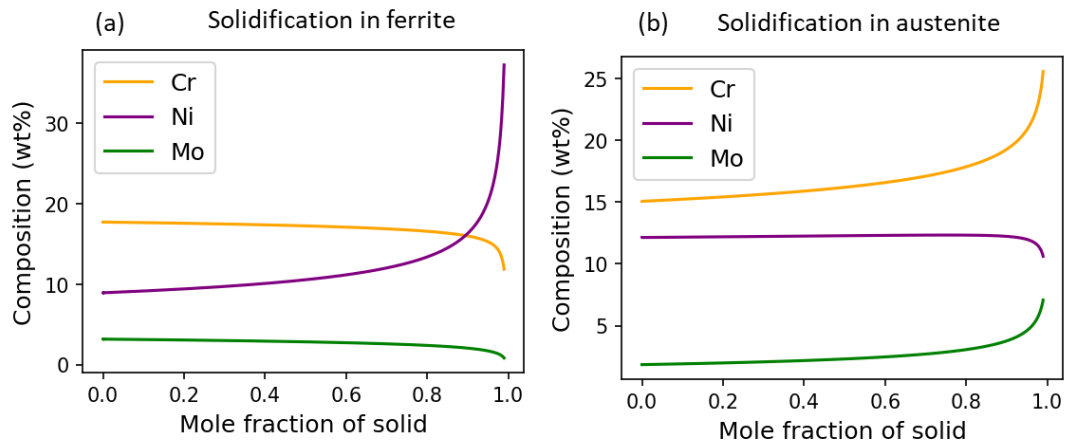 (a) Solidification in ferrite
Composition (wt%)
30
20
10
0
Cr
Ni
Mo
0.0 0.2 0.4 0.6 0.8 1.0
Mole fraction of solid
(b) Solidification in austenite
Composition (wt%)
25
20
15
10
5
Cr
Ni
Mo
0.0 0.2 0.4 0.6 0.8 1.0
Mole fraction of solid